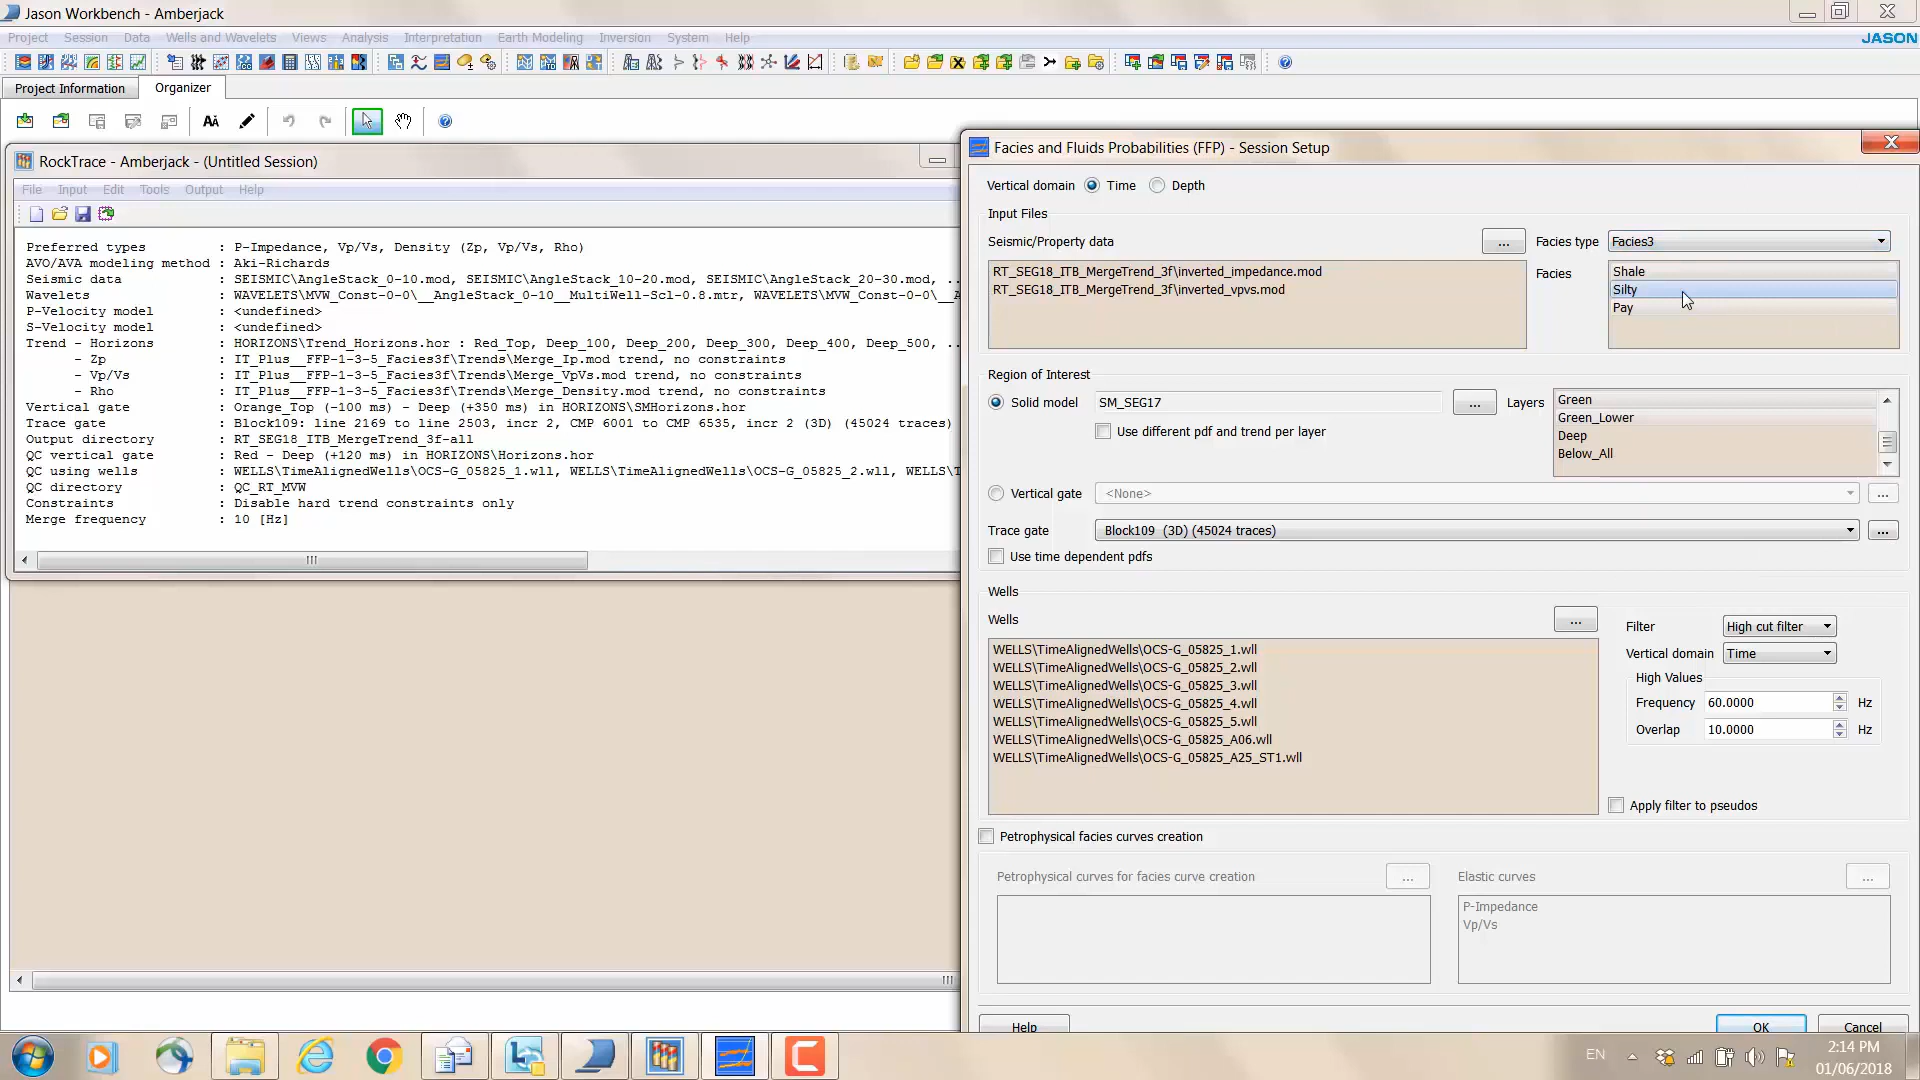 Jason Workbench - Amberjack
Project Session Data Wells and Wavelets Views Analysis Interpretation Earth Modeling Inversion System Help
JASON
Project Information Organizer
RockTrace - Amberjack - (Untitled Session)
File Input Edit Tools Output Help
Preferred types : P-Impedance, Vp/Vs, Density (Zp, Vp/Vs, Rho)
AVO/AVA modeling method : Aki-Richards
Seismic data : SEISMIC\AngleStack_0-10.mod, SEISMIC\AngleStack_10-20.mod, SEISMIC\AngleStack_20-30.mod,
Wavelets : WAVELETS\MVW_Const-0-0\__AngleStack_0-10__MultiWell-Scl-0.8.mtr, WAVELETS\MVW_Const-0-0\__A
P-Velocity model : <undefined>
S-Velocity model : <undefined>
Trend - Horizons : HORIZONS\Trend_Horizons.hor : Red_Top, Deep_100, Deep_200, Deep_300, Deep_400, Deep_500, ..
- Zp : IT_Plus__FFP-1-3-5_Facies3f\Trends\Merge_Ip.mod trend, no constraints
- Vp/Vs : IT_Plus__FFP-1-3-5_Facies3f\Trends\Merge_VpVs.mod trend, no constraints
- Rho : IT_Plus__FFP-1-3-5_Facies3f\Trends\Merge_Density.mod trend, no constraints
Vertical gate : Orange_Top (-100 ms) - Deep (+350 ms) in HORIZONS\SMHorizons.hor
Trace gate : Block109: line 2169 to line 2503, incr 2, CMP 6001 to CMP 6535, incr 2 (3D) (45024 traces)
Output directory : RT_SEG18_ITB_MergeTrend_3f-all
QC vertical gate : Red - Deep (+120 ms) in HORIZONS\Horizons.hor
QC using wells : WELLS\TimeAlignedWells\OCS-G_05825_1.wll, WELLS\TimeAlignedWells\OCS-G_05825_2.wll, WELLS\T
QC directory : QC_RT_MVW
Constraints : Disable hard trend constraints only
Merge frequency : 10 [Hz]
Facies and Fluids Probabilities (FFP) - Session Setup
Vertical domain Time Depth
Input Files
Seismic/Property data ... Facies type Facies3
RT_SEG18_ITB_MergeTrend_3f\inverted_impedance.mod
RT_SEG18_ITB_MergeTrend_3f\inverted_vpvs.mod
Facies
Shale
Silty
Pay
Region of Interest
Solid model SM_SEG17 ... Layers
Green
Green_Lower
Deep
Below_All
Use different pdf and trend per layer
Vertical gate <None> ...
Trace gate Block109 (3D) (45024 traces) ...
Use time dependent pdfs
Wells
Wells ...
WELLS\TimeAlignedWells\OCS-G_05825_1.wll
WELLS\TimeAlignedWells\OCS-G_05825_2.wll
WELLS\TimeAlignedWells\OCS-G_05825_3.wll
WELLS\TimeAlignedWells\OCS-G_05825_4.wll
WELLS\TimeAlignedWells\OCS-G_05825_5.wll
WELLS\TimeAlignedWells\OCS-G_05825_A06.wll
WELLS\TimeAlignedWells\OCS-G_05825_A25_ST1.wll
Filter High cut filter
Vertical domain Time
High Values
Frequency 60.0000 Hz
Overlap 10.0000 Hz
Apply filter to pseudos
Petrophysical facies curves creation
Petrophysical curves for facies curve creation ...
Elastic curves ...
P-Impedance
Vp/Vs
Help OK Cancel
EN
2:14 PM
01/06/2018